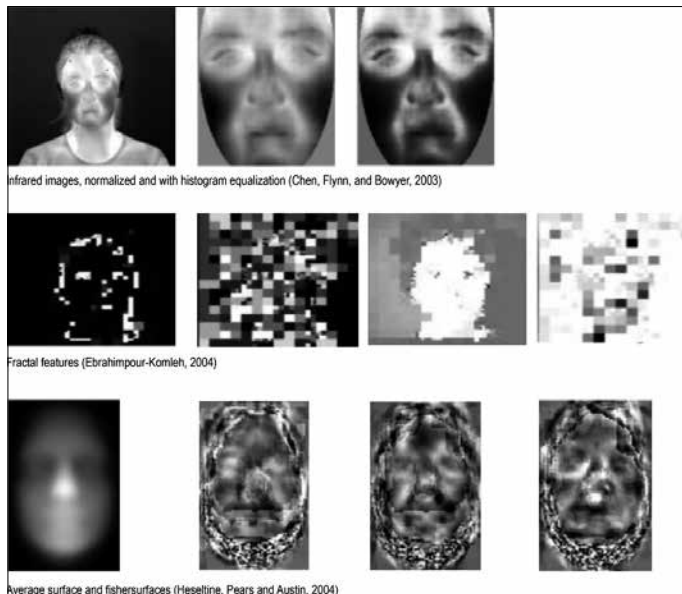 Infrared images, normalized and with histogram equalization (Chen, Flynn, and Bowyer, 2003)
Fractal features (Ebrahimpour-Komleh, 2004)
Average surface and fishersurfaces (Heseltine, Pears and Austin, 2004)